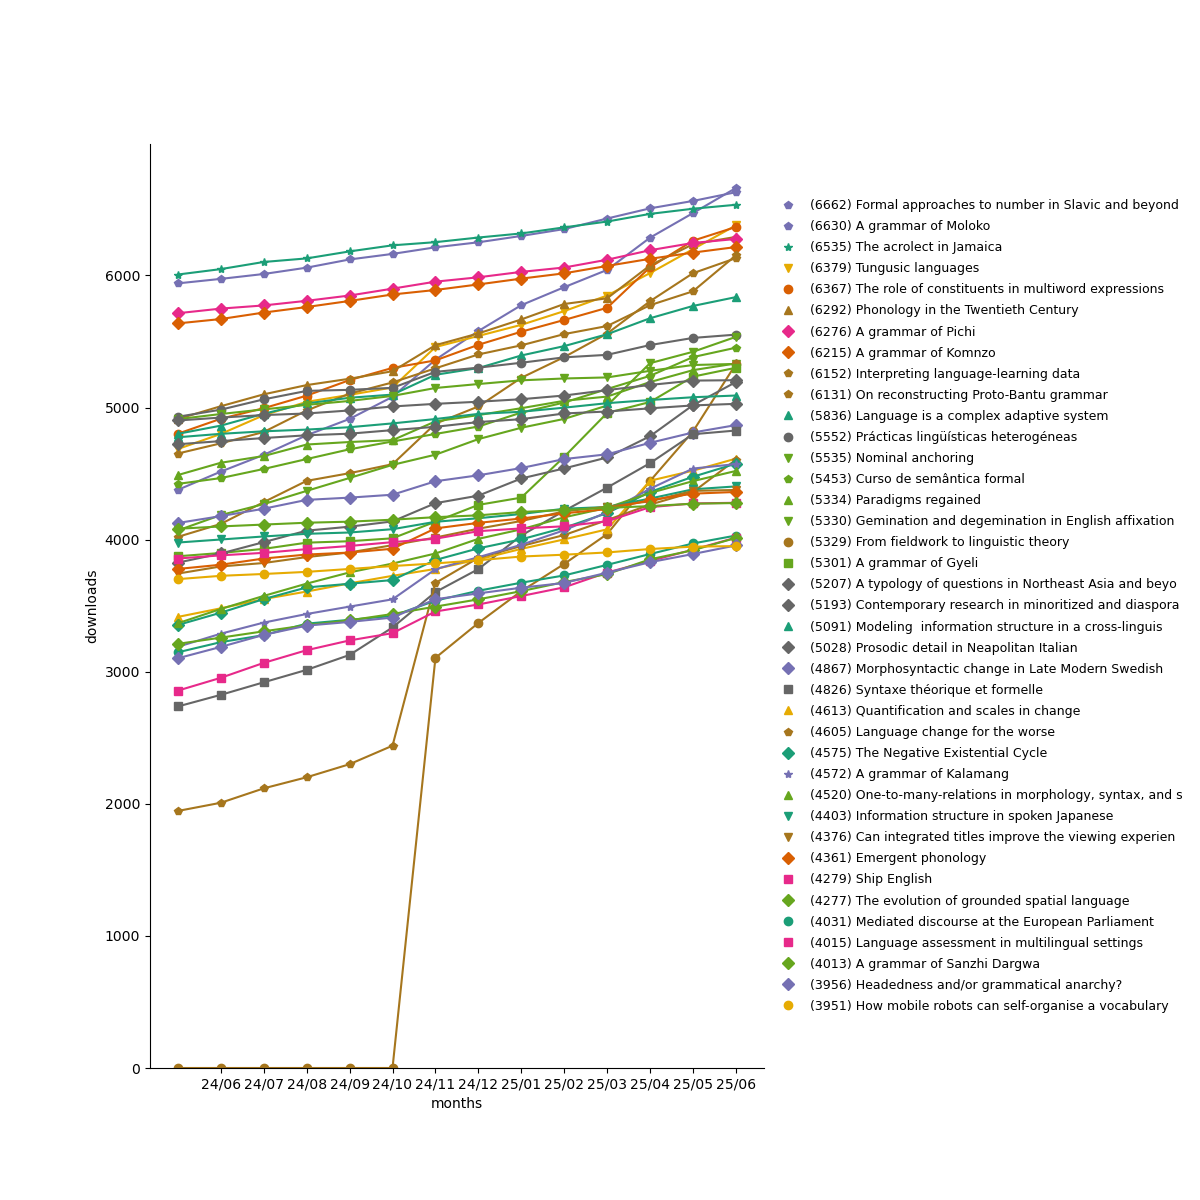 6000
5000
4000
3000
2000
1000
0
downloads
24/06 24/07 24/08 24/09 24/10 24/11 24/12 25/01 25/02 25/03 25/04 25/05 25/06
months
(6662) Formal approaches to number in Slavic and beyond
(6630) A grammar of Moloko
(6535) The acrolect in Jamaica
(6379) Tungusic languages
(6367) The role of constituents in multiword expressions
(6292) Phonology in the Twentieth Century
(6276) A grammar of Pichi
(6215) A grammar of Komnzo
(6152) Interpreting language-learning data
(6131) On reconstructing Proto-Bantu grammar
(5836) Language is a complex adaptive system
(5552) Prácticas lingüísticas heterogéneas
(5535) Nominal anchoring
(5453) Curso de semântica formal
(5334) Paradigms regained
(5330) Gemination and degemination in English affixation
(5329) From fieldwork to linguistic theory
(5301) A grammar of Gyeli
(5207) A typology of questions in Northeast Asia and beyo
(5193) Contemporary research in minoritized and diaspora
(5091) Modeling  information structure in a cross-linguis
(5028) Prosodic detail in Neapolitan Italian
(4867) Morphosyntactic change in Late Modern Swedish
(4826) Syntaxe théorique et formelle
(4613) Quantification and scales in change
(4605) Language change for the worse
(4575) The Negative Existential Cycle
(4572) A grammar of Kalamang
(4520) One-to-many-relations in morphology, syntax, and s
(4403) Information structure in spoken Japanese
(4376) Can integrated titles improve the viewing experien
(4361) Emergent phonology
(4279) Ship English
(4277) The evolution of grounded spatial language
(4031) Mediated discourse at the European Parliament
(4015) Language assessment in multilingual settings
(4013) A grammar of Sanzhi Dargwa
(3956) Headedness and/or grammatical anarchy?
(3951) How mobile robots can self-organise a vocabulary